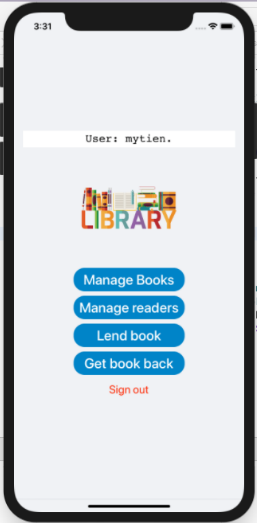 3:31
User: mytien.
LIBRARY
Manage Books
Manage readers
Lend book
Get book back
Sign out